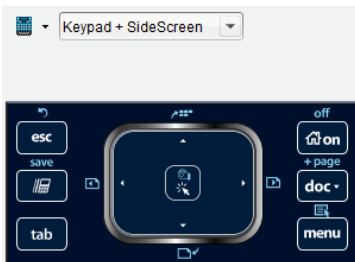 Keypad + SideScreen
off
esc
on
save
+ page
doc
tab
menu